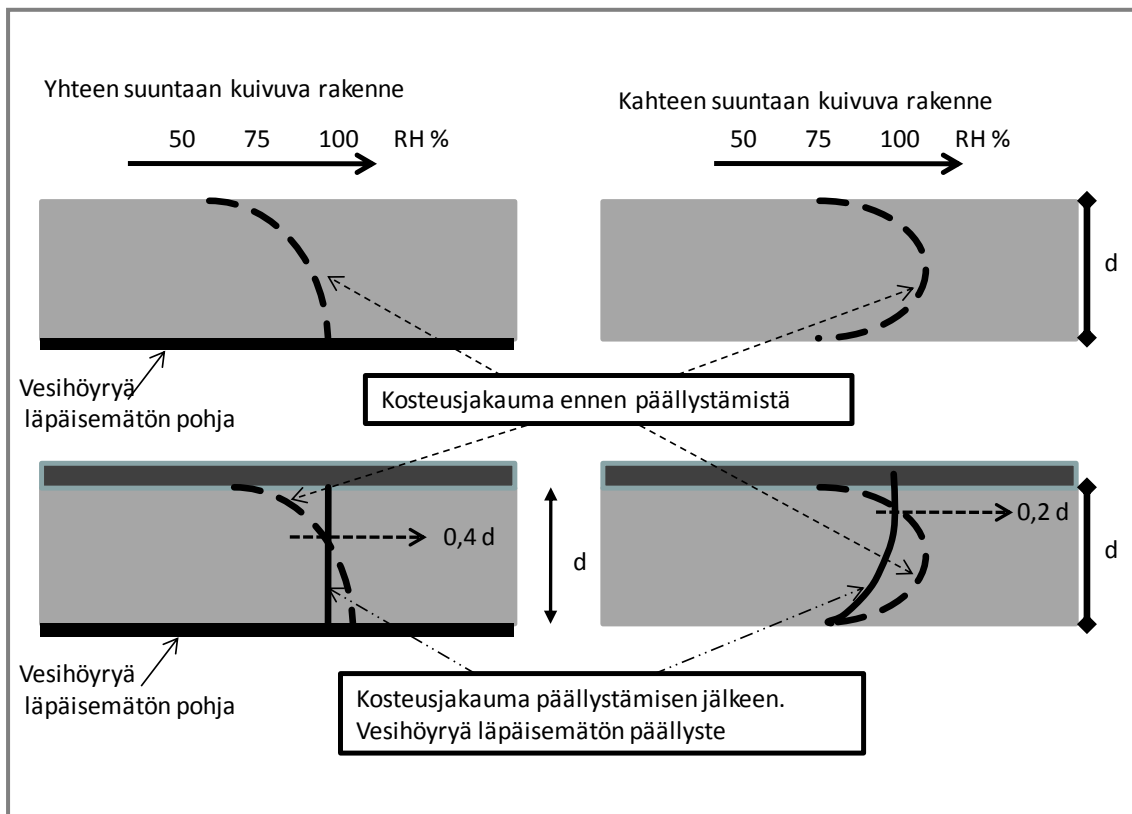 Yhteen suuntaan kuivuva rakenne
50 75 100 RH %
Kahteen suuntaan kuivuva rakenne
50 75 100 RH %
d
Vesihöyryä
läpäisemätön pohja
Kosteusjakauma ennen päällystämistä
0,4 d
d
0,2 d
d
Vesihöyryä
läpäisemätön pohja
Kosteusjakauma päällystämisen jälkeen.
Vesihöyryä läpäisemätön päällyste